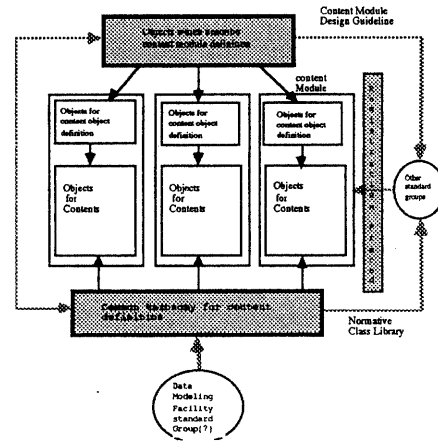 Content Module
Design Guideline
Objects which describe
content module definition
content
Module
Objects for
content object
definition
Objects for
content object
definition
Objects for
content object
definition
Objects
for
Contents
Objects
for
Contents
Objects
for
Contents
Other
standard
groups
Common for content
Normative
Class Library
Data
Modeling
Facility
standard
Group(?)